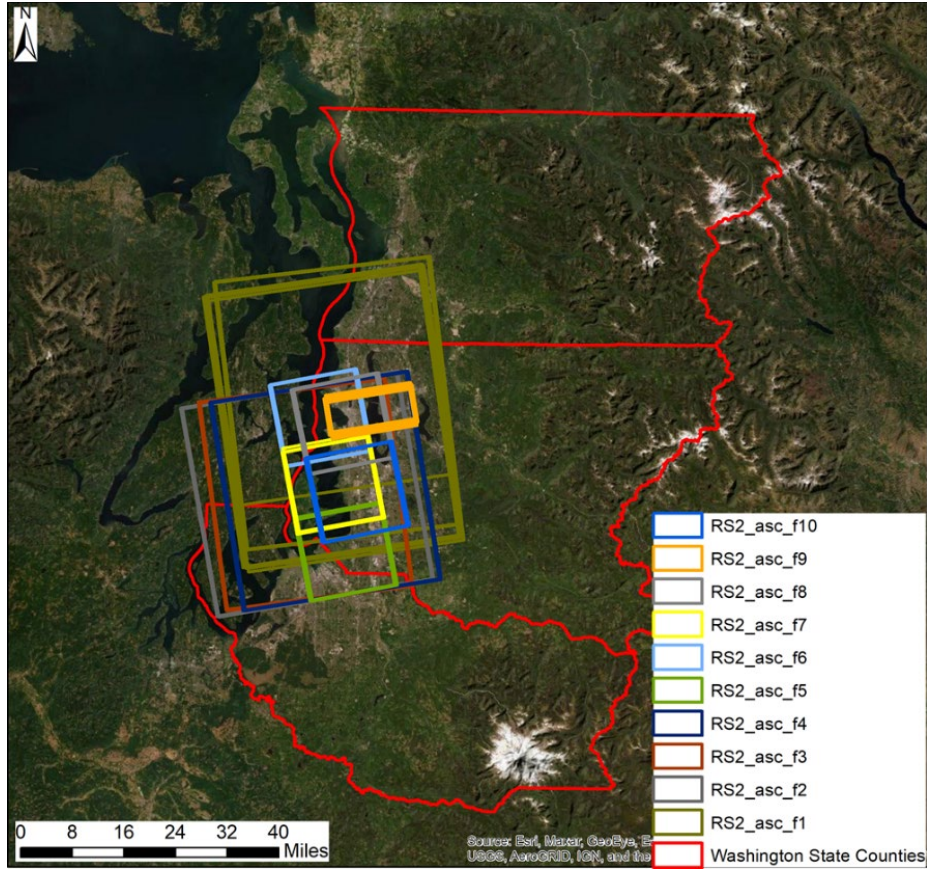 N
RS2_asc_f10
RS2_asc_f9
RS2_asc_f8
RS2_asc_f7
RS2_asc_f6
RS2_asc_f5
RS2_asc_f4
RS2_asc_f3
RS2_asc_f2
RS2_asc_f1
Washington State Counties
0 8 16 24 32 40
Miles
Source: Esri, Maxar, GeoEye, E
USGS, AeroGRID, IGN, and the